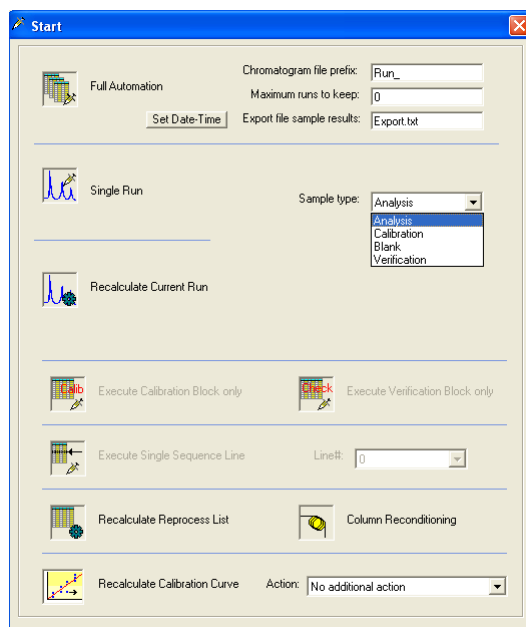 Start
Full Automation
Chromatogram file prefix: Run_
Maximum runs to keep: 0
Set Date-Time Export file sample results: Export.txt
Single Run
Sample type: Analysis
Analysis
Calibration
Blank
Verification
Recalculate Current Run
Calib Execute Calibration Block only Check Execute Verification Block only
Execute Single Sequence Line Line#: 0
Recalculate Reprocess List Column Reconditioning
Recalculate Calibration Curve Action: No additional action